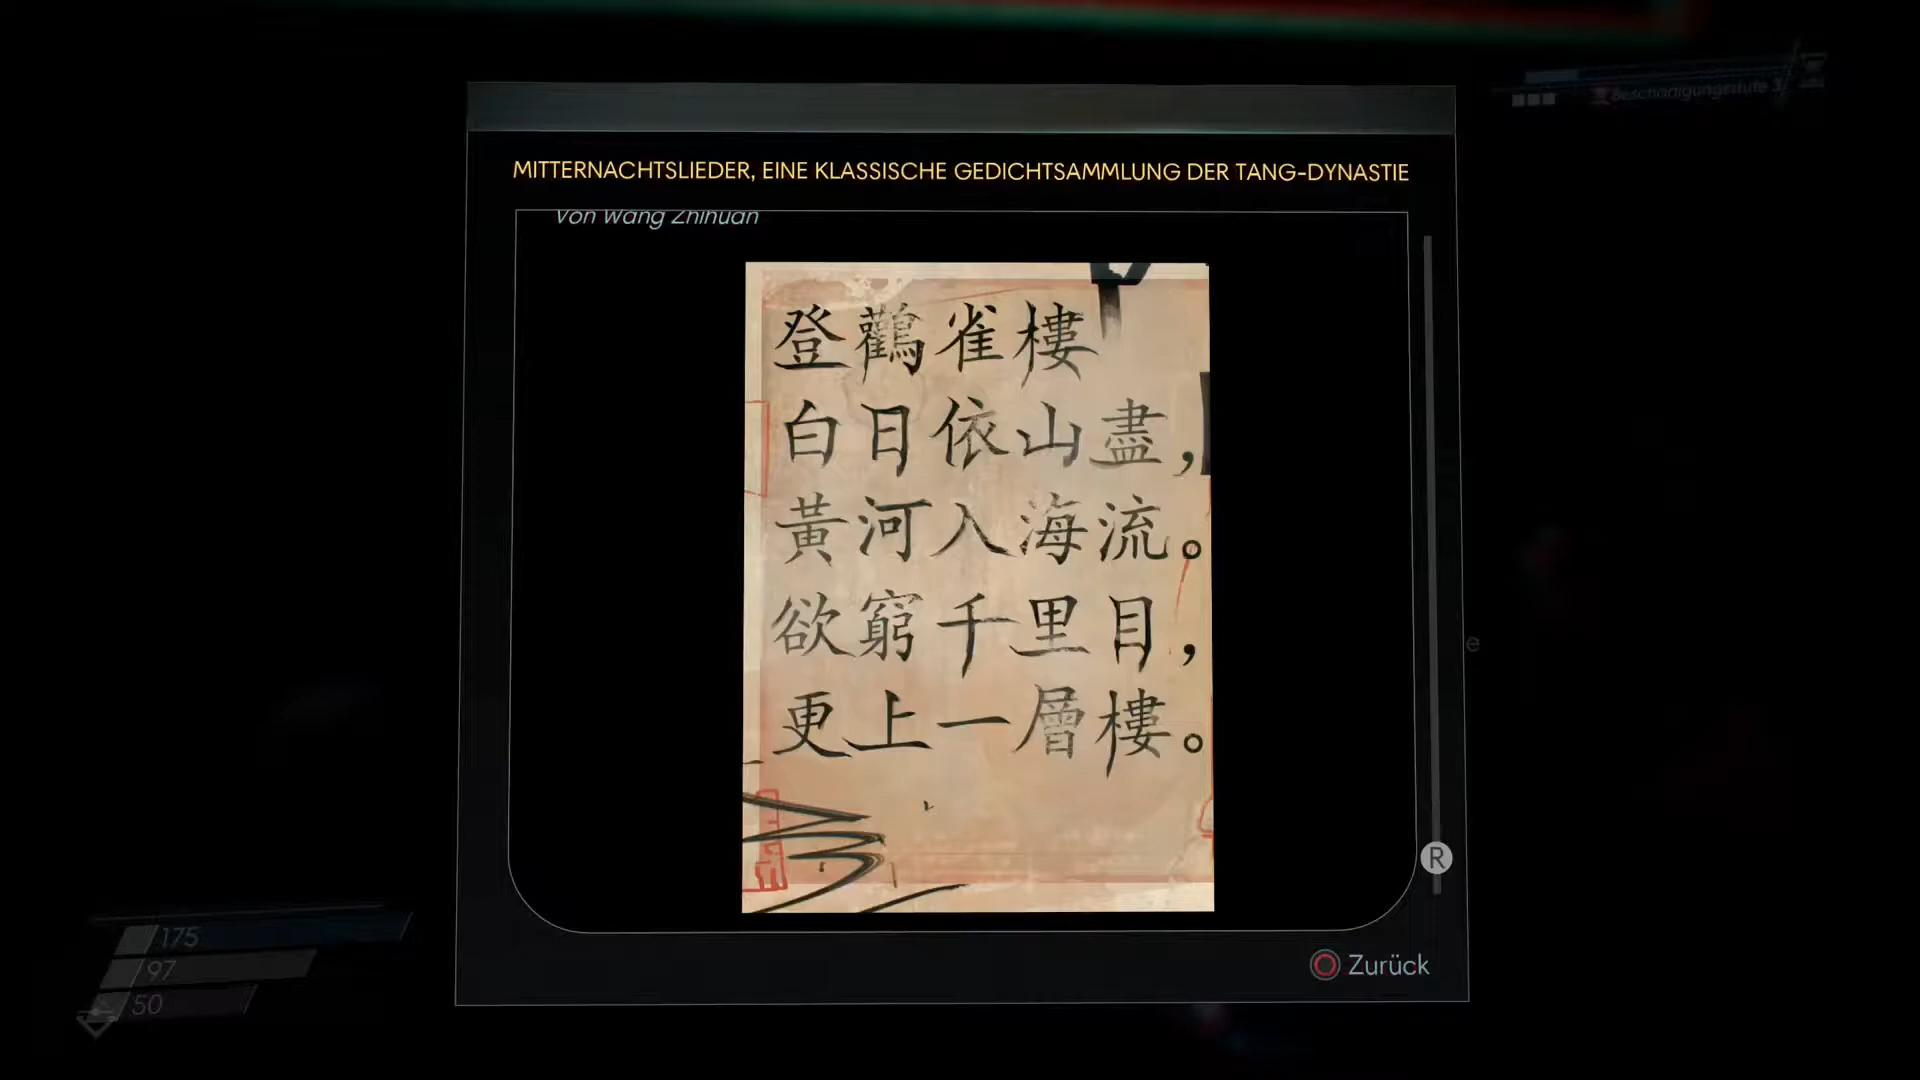 Beschädigungsstufe 3
MITTERNACHTSLIEDER, EINE KLASSISCHE GEDICHTSAMMLUNG DER TANG-DYNASTIE
Von Wang Zhihuan
登鸛雀樓
白日依山盡，
黃河入海流。
欲窮千里目，
更上一層樓。
e
R
175
97
50
Zurück